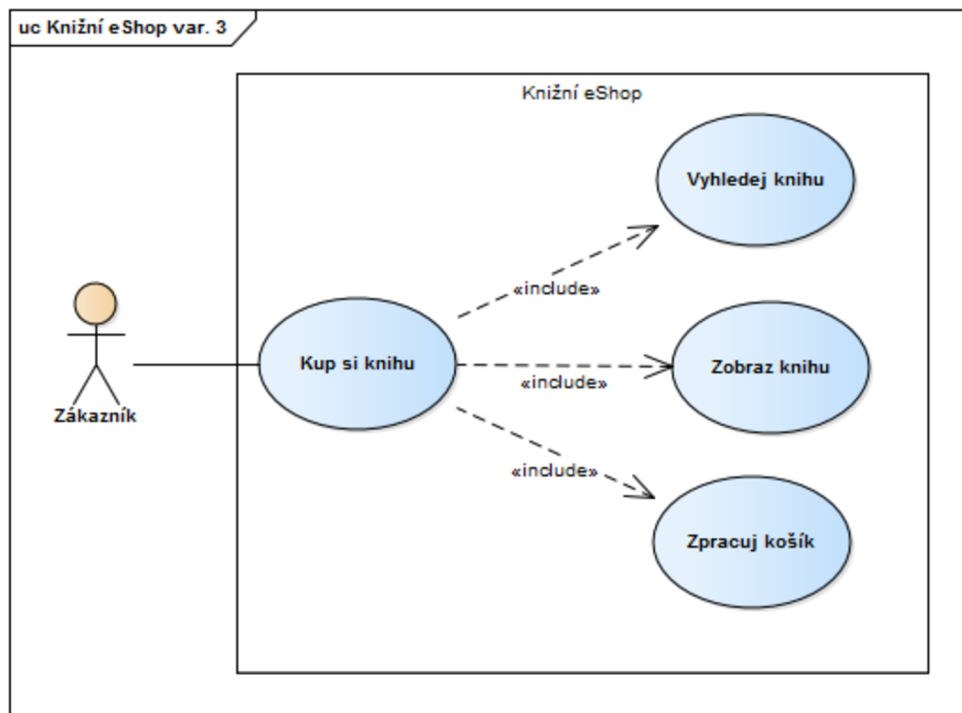 uc Knižní eShop var. 3
Knižní eShop
Vyhledej knihu
«include»
Kup si knihu
Zobraz knihu
«include»
Zákazník
«include»
Zpracuj košík